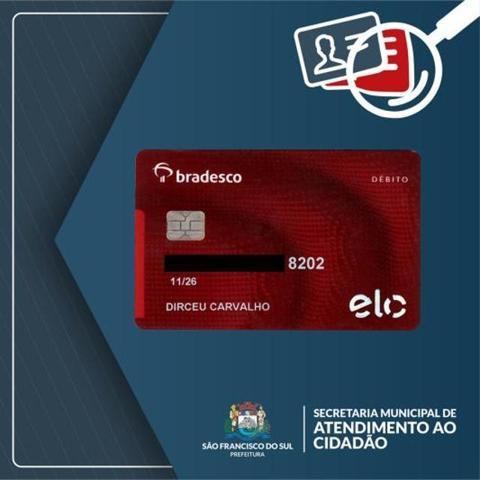 bradesco
DÉBITO
8202
11/26
DIRCEU CARVALHO
elo
SÃO FRANCISCO DO SUL
PREFEITURA
SECRETARIA MUNICIPAL DE
ATENDIMENTO AO
CIDADÃO